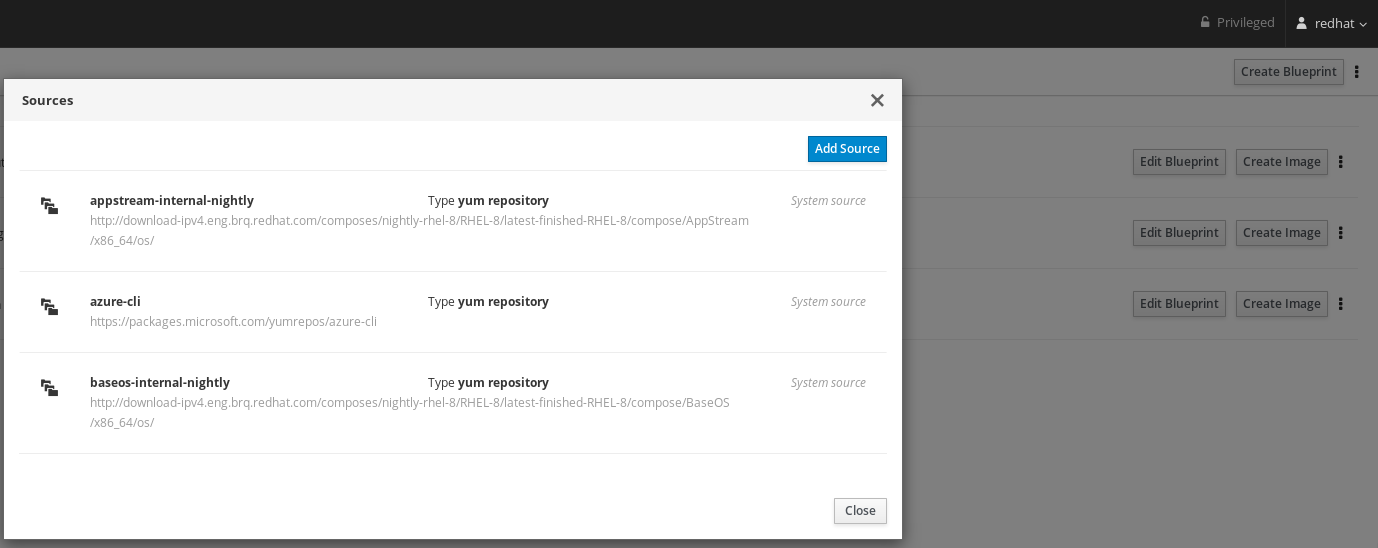 Privileged redhat
Create Blueprint
Sources
Add Source
appstream-internal-nightly Type yum repository System source
http://download-ipv4.eng.brq.redhat.com/composes/nightly-rhel-8/RHEL-8/latest-finished-RHEL-8/compose/AppStream
/x86_64/os/
Edit Blueprint Create Image
azure-cli Type yum repository System source
https://packages.microsoft.com/yumrepos/azure-cli
Edit Blueprint Create Image
baseos-internal-nightly Type yum repository System source
http://download-ipv4.eng.brq.redhat.com/composes/nightly-rhel-8/RHEL-8/latest-finished-RHEL-8/compose/BaseOS
/x86_64/os/
Edit Blueprint Create Image
Close